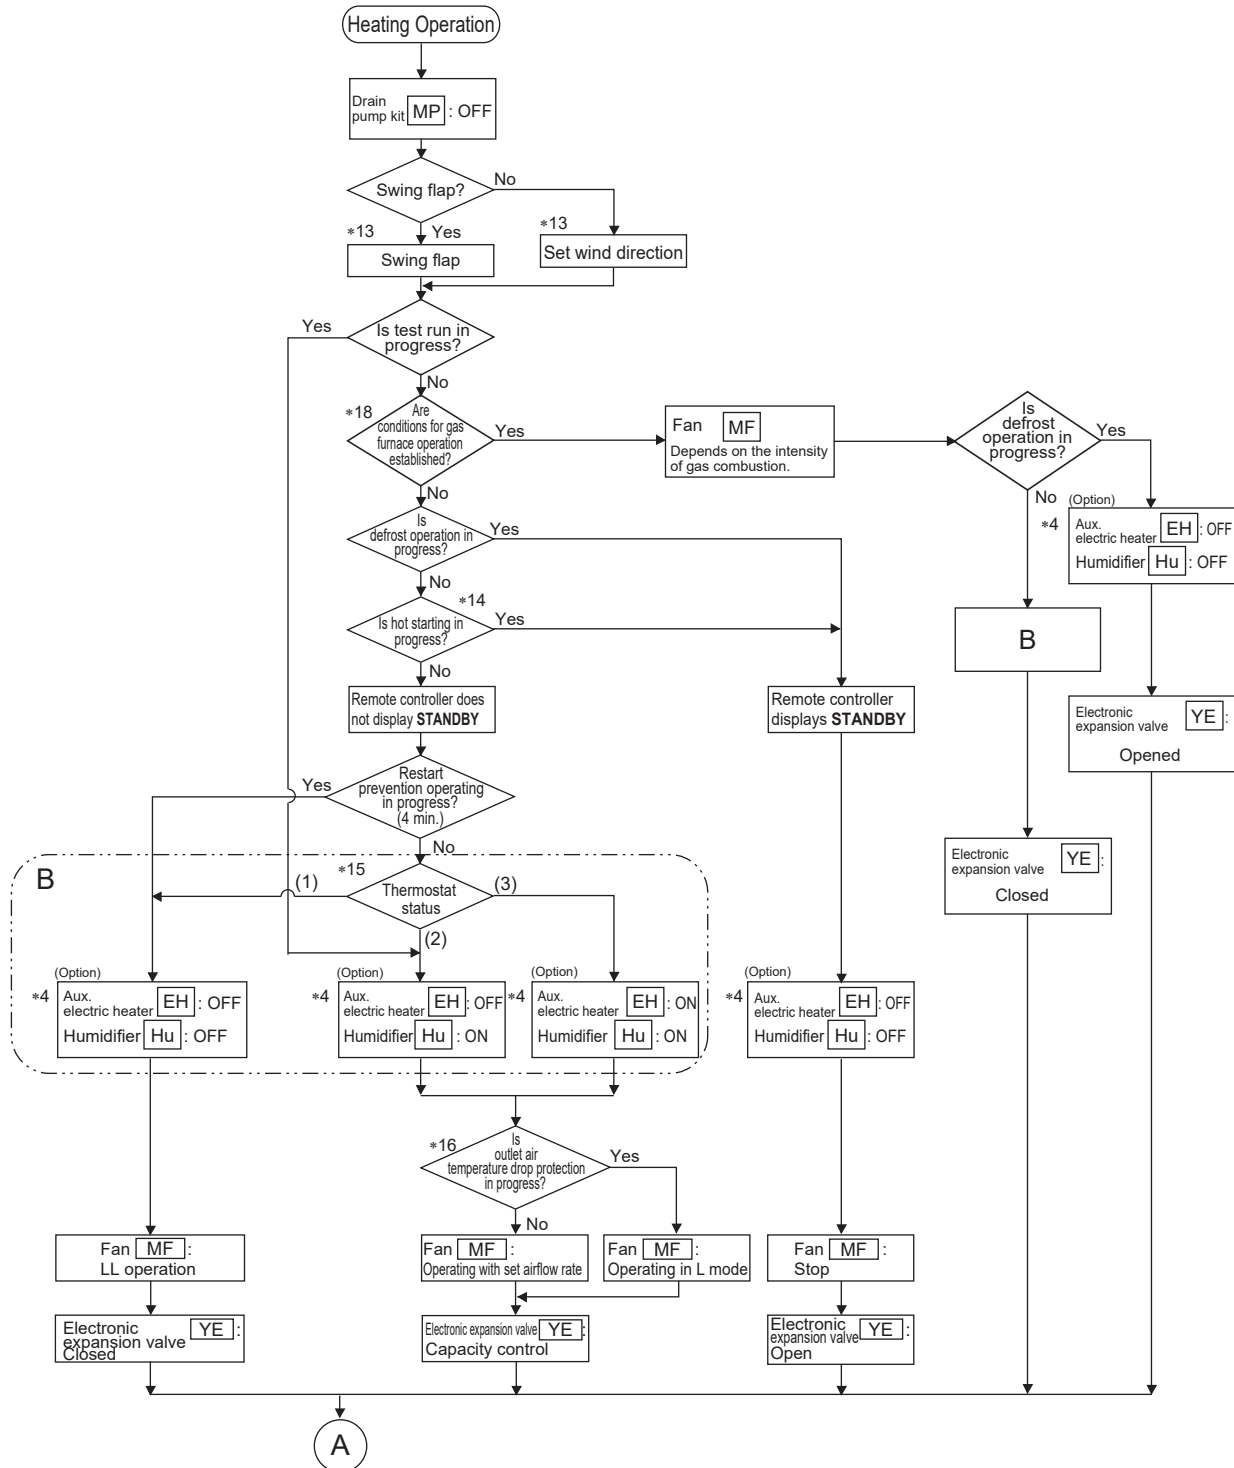 Heating Operation
Drain
pump kit MP : OFF
Swing flap?
No
Yes
*13
Swing flap
*13
Set wind direction
Is test run in
progress?
Yes
No
*18
Are
conditions for gas
furnace operation
established?
Yes
No
Fan MF
Depends on the intensity
of gas combustion.
Is
defrost
operation in
progress?
Yes
No
(Option)
*4
Aux.
electric heater EH : OFF
Humidifier Hu : OFF
Is
defrost operation in
progress?
Yes
No
*14
Is hot starting in
progress?
Yes
No
B
Remote controller does
not display STANDBY
Remote controller
displays STANDBY
Electronic
expansion valve YE :
Opened
Restart
prevention operating
in progress?
(4 min.)
Yes
No
Electronic
expansion valve YE :
Closed
B
*15
Thermostat
status
(1)
(3)
(2)
(Option)
*4
Aux.
electric heater EH : OFF
Humidifier Hu : OFF
(Option)
*4
Aux.
electric heater EH : OFF
Humidifier Hu : ON
(Option)
*4
Aux.
electric heater EH : ON
Humidifier Hu : ON
(Option)
*4
Aux.
electric heater EH : OFF
Humidifier Hu : OFF
*16
Is
outlet air
temperature drop protection
in progress?
Yes
No
Fan MF :
LL operation
Fan MF :
Operating with set airflow rate
Fan MF :
Operating in L mode
Fan MF :
Stop
Electronic
expansion valve YE :
Closed
Electronic expansion valve YE :
Capacity control
Electronic
expansion valve YE :
Open
A